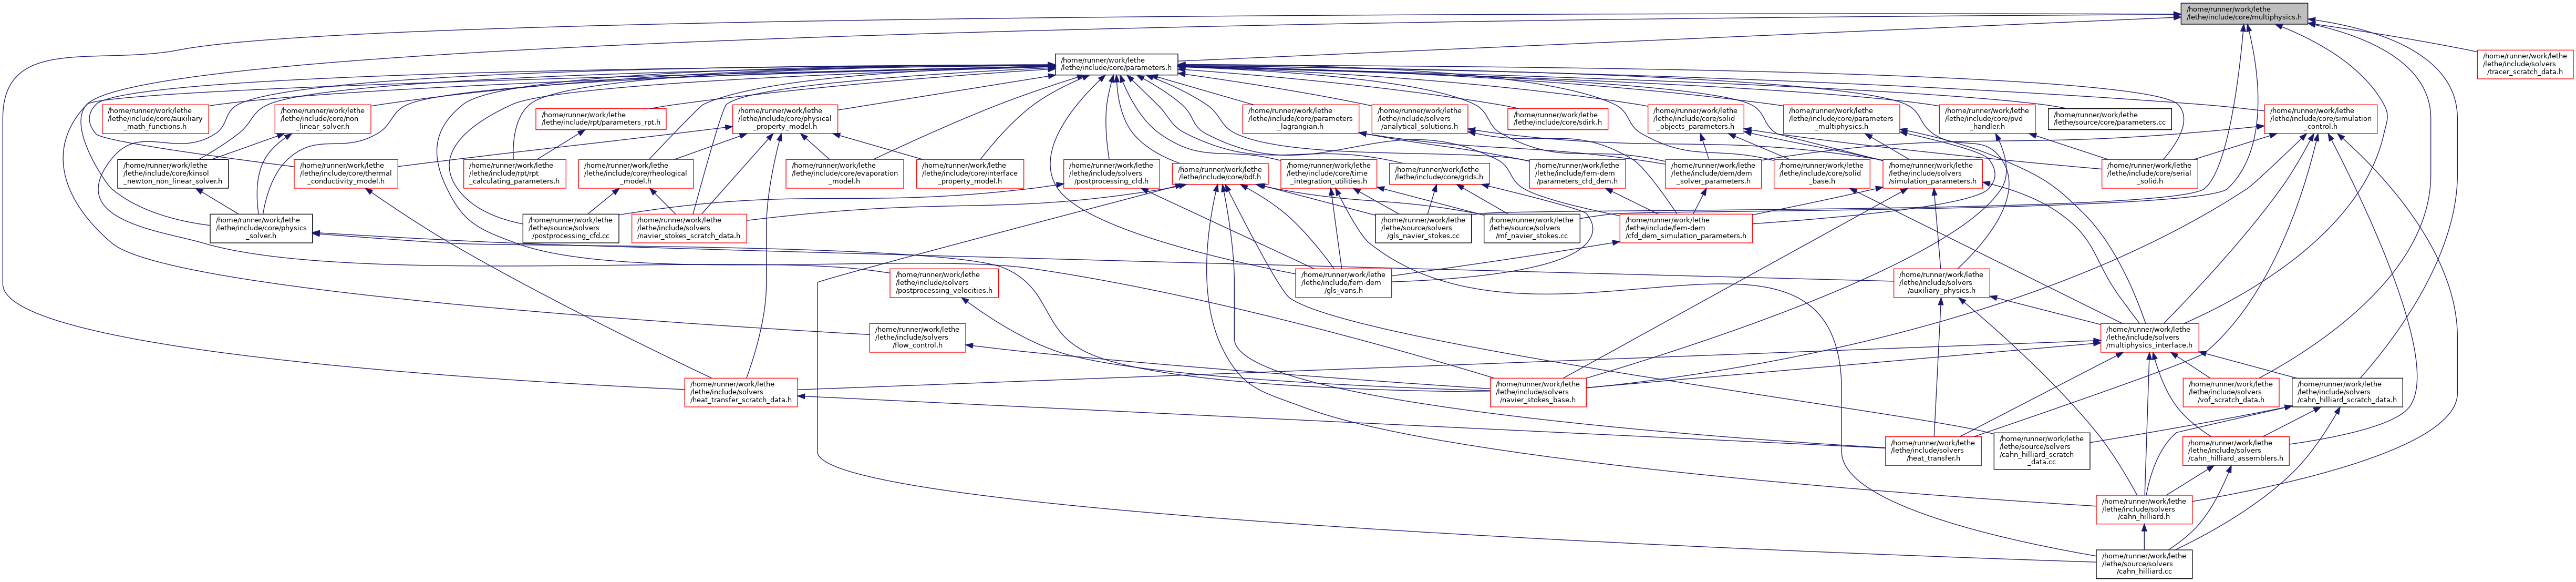 /home/runner/work/lethe
/lethe/include/core/multiphysics.h
/home/runner/work/lethe
/lethe/include/solvers
/tracer_scratch_data.h
/home/runner/work/lethe
/lethe/include/core/parameters.h
/home/runner/work/lethe
/lethe/include/core/auxiliary
_math_functions.h
/home/runner/work/lethe
/lethe/include/core/non
_linear_solver.h
/home/runner/work/lethe
/lethe/include/rpt/parameters_rpt.h
/home/runner/work/lethe
/lethe/include/core/physical
_property_model.h
/home/runner/work/lethe
/lethe/include/core/parameters
_lagrangian.h
/home/runner/work/lethe
/lethe/include/solvers
/analytical_solutions.h
/home/runner/work/lethe
/lethe/include/core/sdirk.h
/home/runner/work/lethe
/lethe/include/core/solid
_objects_parameters.h
/home/runner/work/lethe
/lethe/include/core/parameters
_multiphysics.h
/home/runner/work/lethe
/lethe/include/core/pvd
_handler.h
/home/runner/work/lethe
/lethe/source/core/parameters.cc
/home/runner/work/lethe
/lethe/include/core/simulation
_control.h
/home/runner/work/lethe
/lethe/include/core/kinsol
_newton_non_linear_solver.h
/home/runner/work/lethe
/lethe/include/core/thermal
_conductivity_model.h
/home/runner/work/lethe
/lethe/include/rpt/rpt
_calculating_parameters.h
/home/runner/work/lethe
/lethe/include/core/rheological
_model.h
/home/runner/work/lethe
/lethe/include/core/evaporation
_model.h
/home/runner/work/lethe
/lethe/include/core/interface
_property_model.h
/home/runner/work/lethe
/lethe/include/solvers
/postprocessing_cfd.h
/home/runner/work/lethe
/lethe/include/core/bdf.h
/home/runner/work/lethe
/lethe/include/core/time
_integration_utilities.h
/home/runner/work/lethe
/lethe/include/core/grids.h
/home/runner/work/lethe
/lethe/include/fem-dem
/parameters_cfd_dem.h
/home/runner/work/lethe
/lethe/include/dem/dem
_solver_parameters.h
/home/runner/work/lethe
/lethe/include/core/solid
_base.h
/home/runner/work/lethe
/lethe/include/solvers
/simulation_parameters.h
/home/runner/work/lethe
/lethe/include/core/serial
_solid.h
/home/runner/work/lethe
/lethe/include/core/physics
_solver.h
/home/runner/work/lethe
/lethe/source/solvers
/postprocessing_cfd.cc
/home/runner/work/lethe
/lethe/include/solvers
/navier_stokes_scratch_data.h
/home/runner/work/lethe
/lethe/source/solvers
/gls_navier_stokes.cc
/home/runner/work/lethe
/lethe/source/solvers
/mf_navier_stokes.cc
/home/runner/work/lethe
/lethe/include/fem-dem
/cfd_dem_simulation_parameters.h
/home/runner/work/lethe
/lethe/include/solvers
/postprocessing_velocities.h
/home/runner/work/lethe
/lethe/include/fem-dem
/gls_vans.h
/home/runner/work/lethe
/lethe/include/solvers
/auxiliary_physics.h
/home/runner/work/lethe
/lethe/include/solvers
/flow_control.h
/home/runner/work/lethe
/lethe/include/solvers
/multiphysics_interface.h
/home/runner/work/lethe
/lethe/include/solvers
/heat_transfer_scratch_data.h
/home/runner/work/lethe
/lethe/include/solvers
/navier_stokes_base.h
/home/runner/work/lethe
/lethe/include/solvers
/vof_scratch_data.h
/home/runner/work/lethe
/lethe/include/solvers
/cahn_hilliard_scratch_data.h
/home/runner/work/lethe
/lethe/include/solvers
/heat_transfer.h
/home/runner/work/lethe
/lethe/source/solvers
/cahn_hilliard_scratch
_data.cc
/home/runner/work/lethe
/lethe/include/solvers
/cahn_hilliard_assemblers.h
/home/runner/work/lethe
/lethe/include/solvers
/cahn_hilliard.h
/home/runner/work/lethe
/lethe/source/solvers
/cahn_hilliard.cc